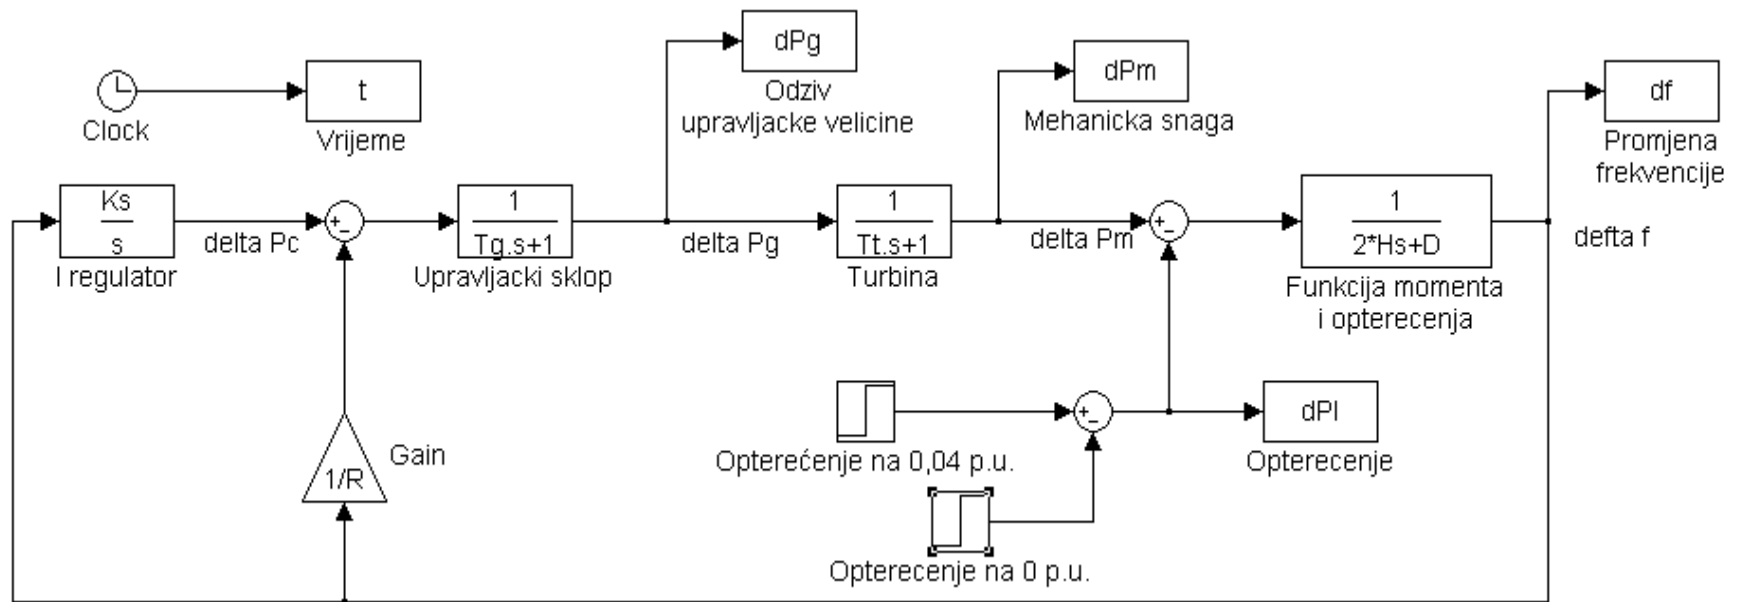 dPg
Odziv
upravljacke velicine
dPm
Mehanicka snaga
df
Promjena
frekvencije
Clock
t
Vrijeme
Ks
s
I regulator
delta Pc
+
-
1
Tg.s+1
Upravljacki sklop
delta Pg
1
Tt.s+1
Turbina
delta Pm
+
-
1
2*Hs+D
Funkcija momenta
i opterecenja
defta f
1/R
Gain
Opterećenje na 0,04 p.u.
+
-
dPl
Opterecenje
Opterecenje na 0 p.u.